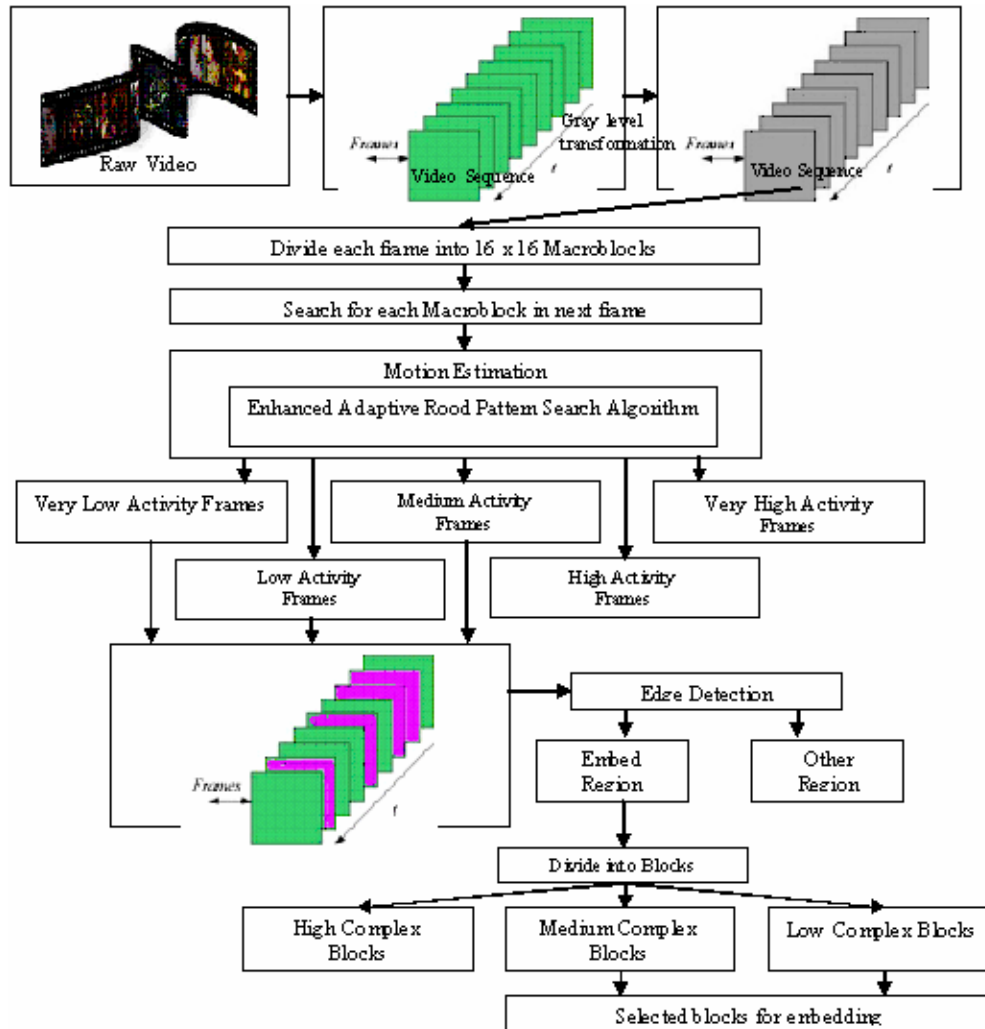 Raw Video
Frames
Video Sequence
t
Gray level
transformation
Frames
Video Sequence
t
Divide each frame into 16 x 16 Macroblocks
Search for each Macroblock in next frame
Motion Estimation
Enhanced Adaptive Rood Pattern Search Algorithm
Very Low Activity Frames
Medium Activity
Frames
Very High Activity
Frames
Low Activity
Frames
High Activity
Frames
Frames
t
Edge Detection
Embed
Region
Other
Region
Divide into Blocks
High Complex
Blocks
Medium Complex
Blocks
Low Complex Blocks
Selected blocks for embedding